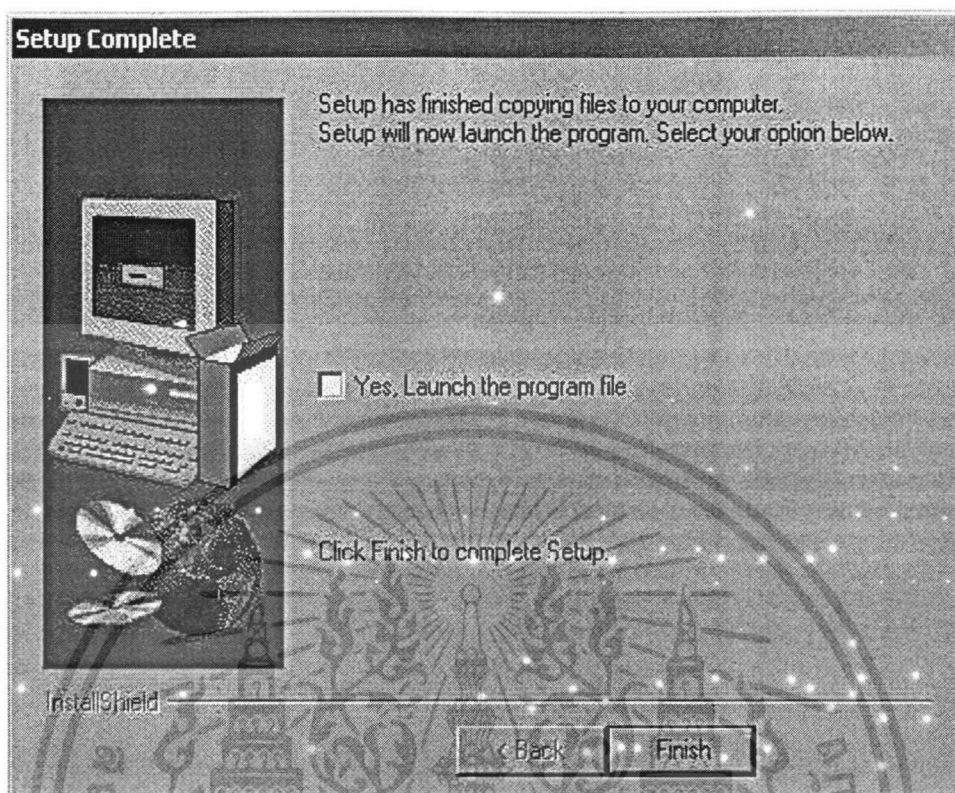 Setup Complete
Setup has finished copying files to your computer.
Setup will now launch the program. Select your option below.
Yes, Launch the program file
Click Finish to complete Setup.
InstallShield
< Back
Finish